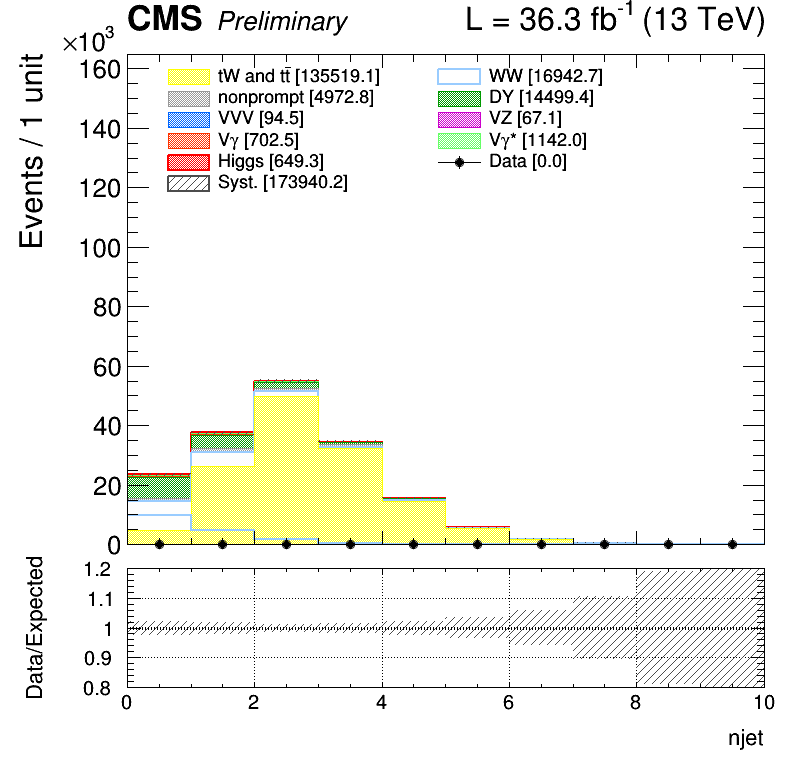 CMS Preliminary L = 36.3 fb-1 (13 TeV)
×10³
Events / 1 unit
160
140
120
100
80
60
40
20
0
tW and tt̄ [135519.1]
nonprompt [4972.8]
VVV [94.5]
Vγ [702.5]
Higgs [649.3]
Syst. [173940.2]
WW [16942.7]
DY [14499.4]
VZ [67.1]
Vγ* [1142.0]
Data [0.0]
Data/Expected
1.2
1.1
1
0.9
0.8
0 2 4 6 8 10
njet